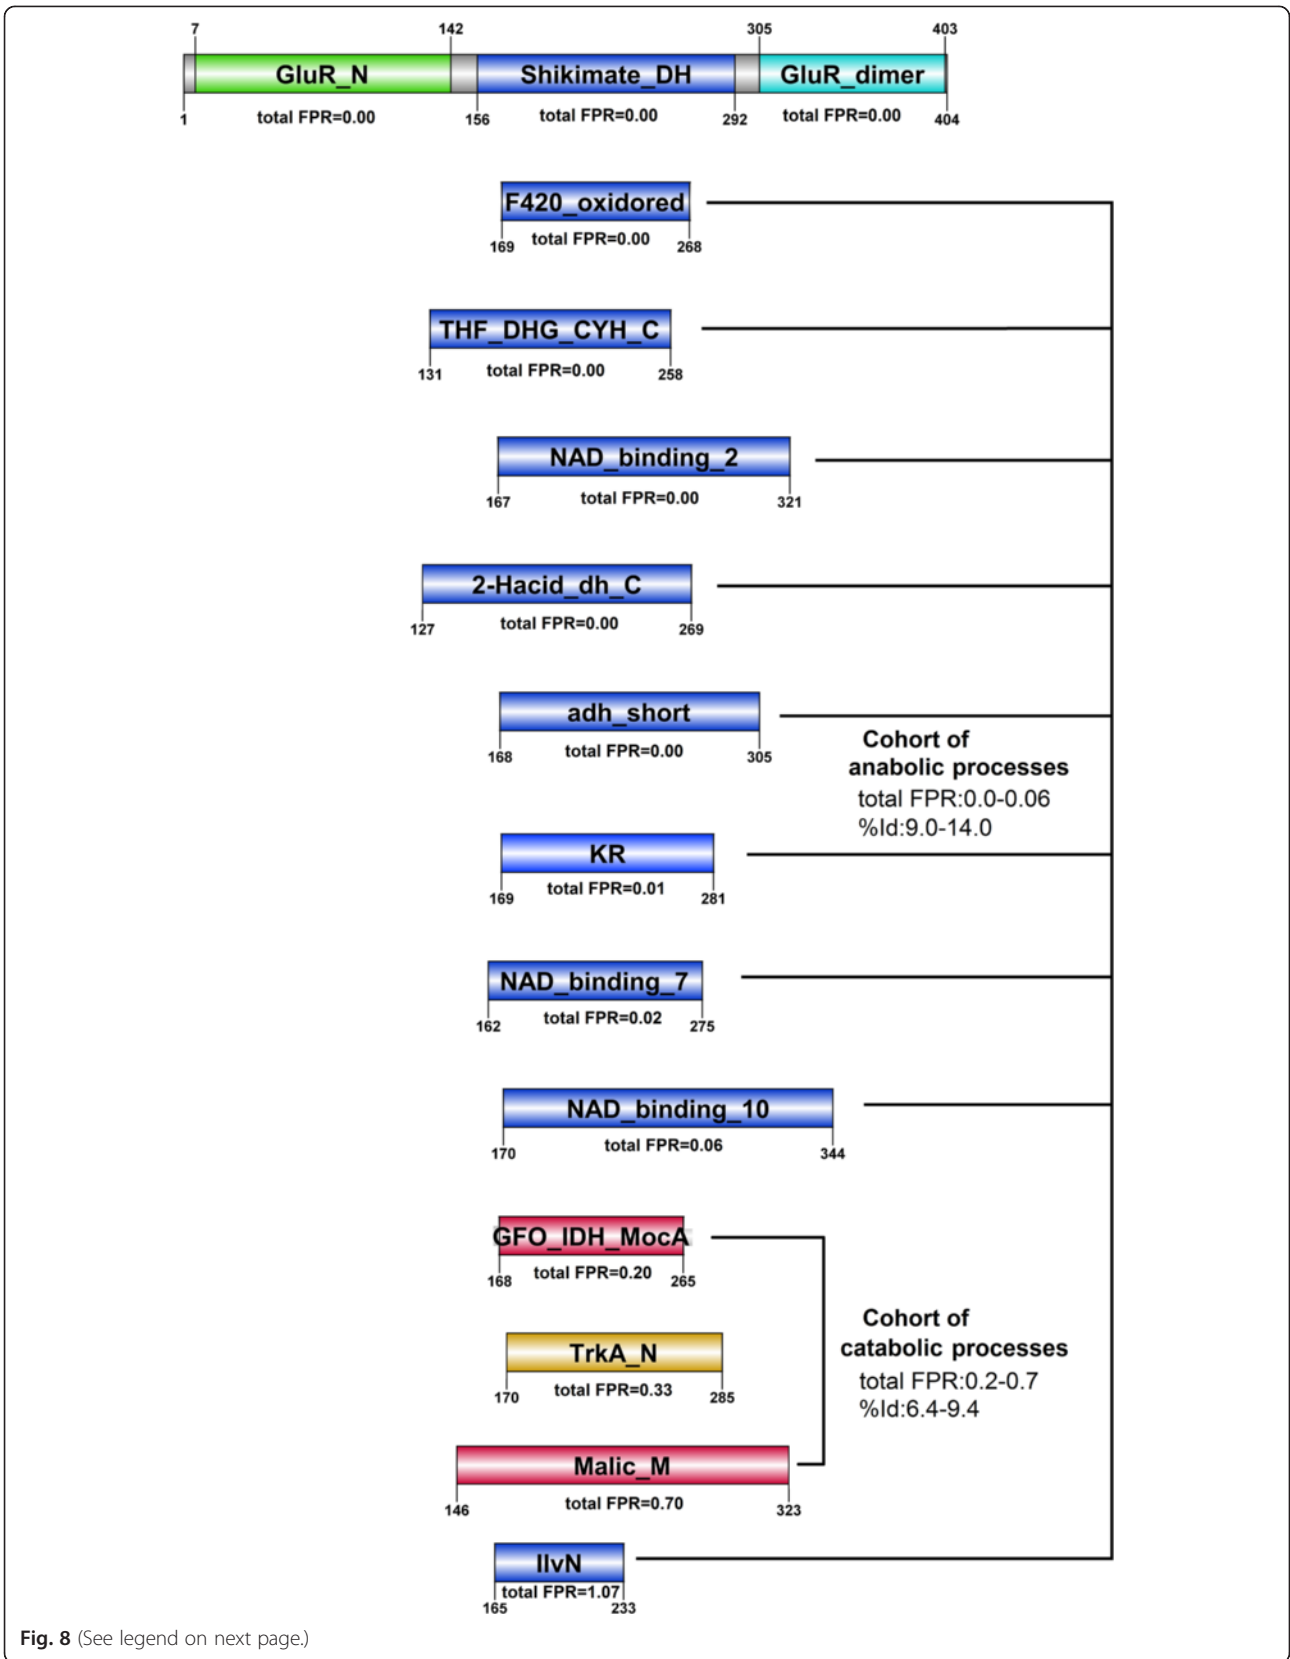 7 142 305 403
GluR_N Shikimate_DH GluR_dimer
1 total FPR=0.00 156 total FPR=0.00 292 total FPR=0.00 404
F420_oxidored
169 total FPR=0.00 268
THF_DHG_CYH_C
131 total FPR=0.00 258
NAD_binding_2
167 total FPR=0.00 321
2-Hacid_dh_C
127 total FPR=0.00 269
adh_short
168 total FPR=0.00 305
Cohort of
anabolic processes
total FPR:0.0-0.06
%Id:9.0-14.0
KR
169 total FPR=0.01 281
NAD_binding_7
162 total FPR=0.02 275
NAD_binding_10
170 total FPR=0.06 344
GFO_IDH_MocA
168 total FPR=0.20 265
Cohort of
catabolic processes
total FPR:0.2-0.7
%Id:6.4-9.4
TrkA_N
170 total FPR=0.33 285
Malic_M
146 total FPR=0.70 323
IlvN
165 total FPR=1.07 233
Fig. 8 (See legend on next page.)